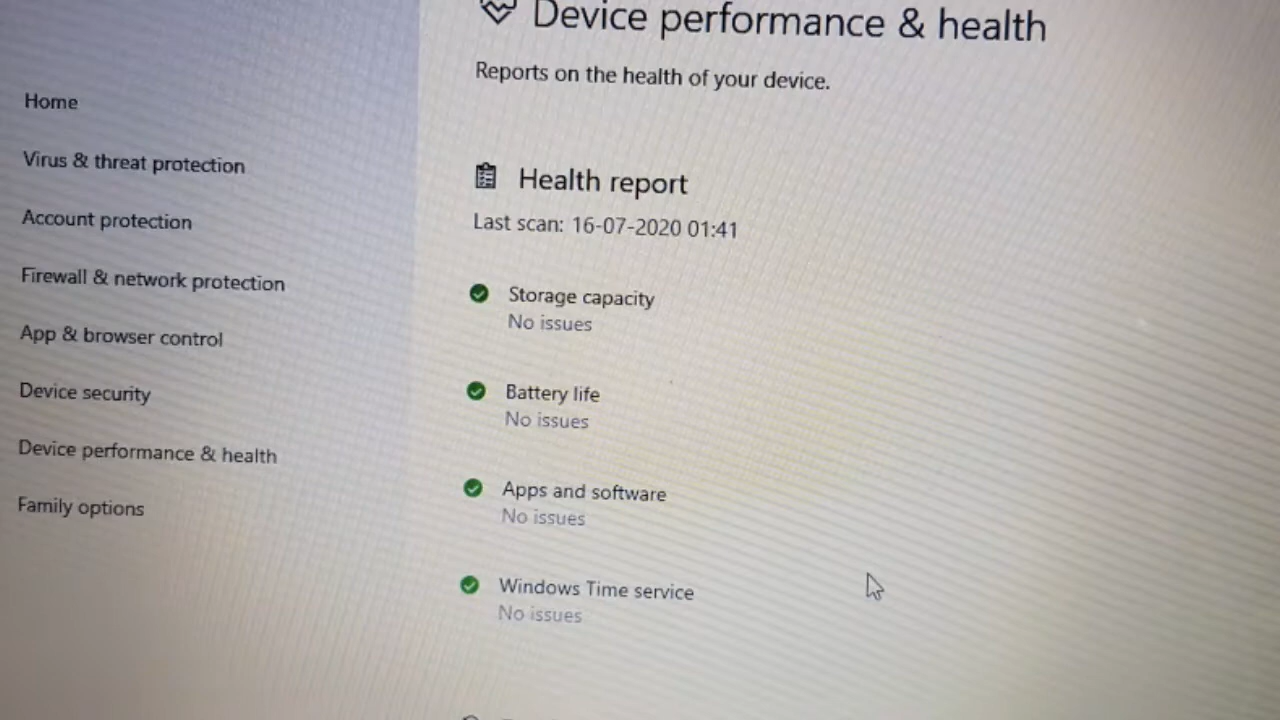 Device performance & health
Reports on the health of your device.
Home
Virus & threat protection
Account protection
Firewall & network protection
App & browser control
Device security
Device performance & health
Family options
Health report
Last scan: 16-07-2020 01:41
Storage capacity
No issues
Battery life
No issues
Apps and software
No issues
Windows Time service
No issues